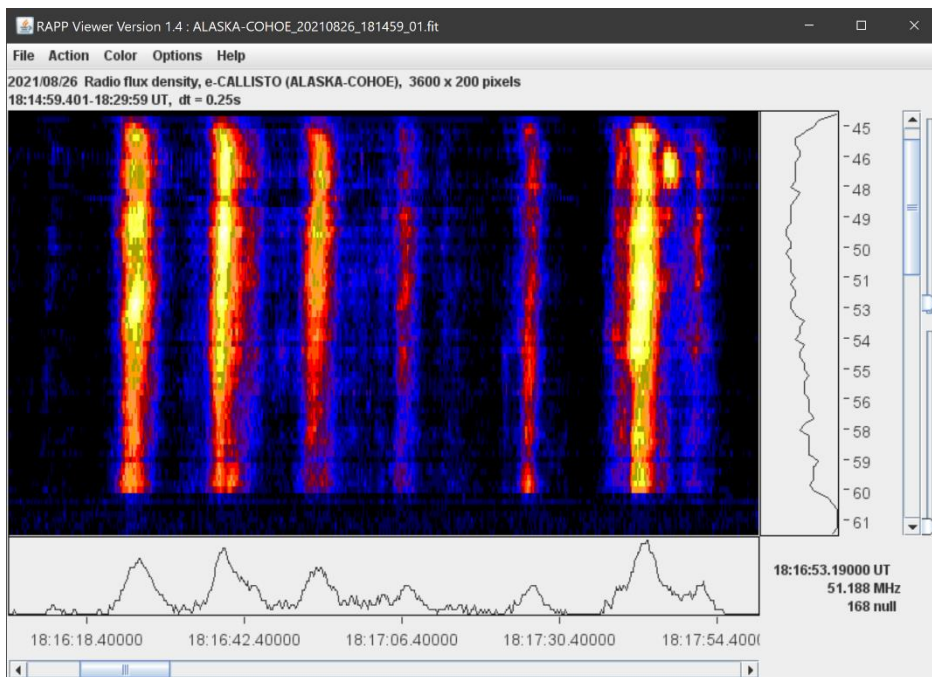 RAPP Viewer Version 1.4 : ALASKA-COHOE_20210826_181459_01.fit
File Action Color Options Help
2021/08/26 Radio flux density, e-CALLISTO (ALASKA-COHOE), 3600 x 200 pixels
18:14:59.401-18:29:59 UT, dt = 0.25s
45
46
48
49
50
51
53
54
55
56
58
59
60
61
18:16:53.19000 UT
51.188 MHz
168 null
18:16:18.40000 18:16:42.40000 18:17:06.40000 18:17:30.40000 18:17:54.4000